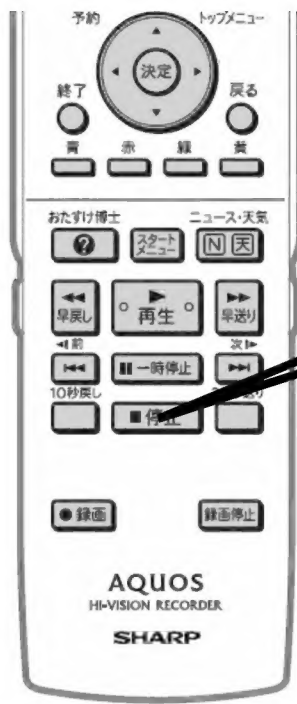 予約 トップメニュー
決定
終了 戻る
青 赤 緑 黄
おたすけ博士 ニュース・天気
? スタートメニュー N 天
早戻し 再生 早送り
前 次
一時停止
10秒戻し 送り
停止
録画 録画停止
AQUOS
HI-VISION RECORDER
SHARP